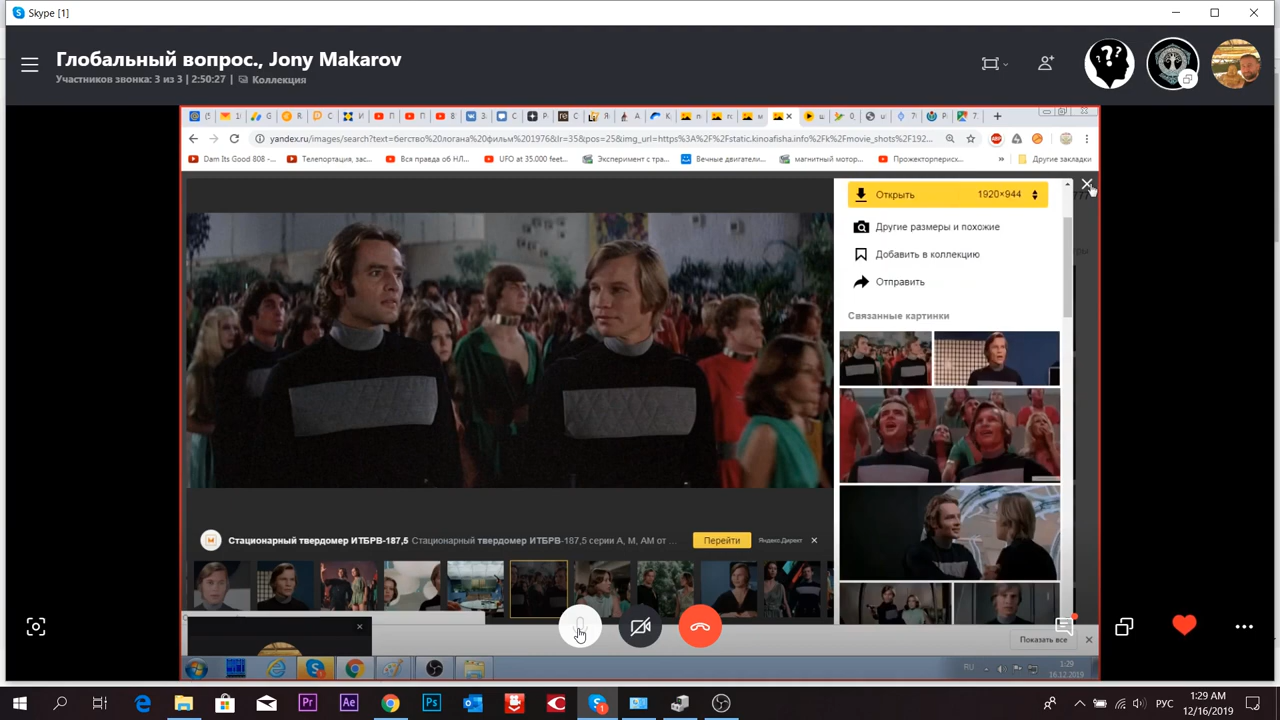 Skype [1]
Глобальный вопрос., Jony Makarov
Участников звонка: 3 из 3 | 2:50:27 | Коллекция
yandex.ru/images/search?text=бегство%20логана%20фильм%201976&lr=35&pos=25&img_url=https%3A%2F%2Fstatic.kinoafisha.info%2Fk%2Fmovie_shots%2F192...
Dam Its Good 808 -...
Телепортация, зас...
Вся правда об НЛ...
UFO at 35.000 feet...
Эксперимент с тра...
Вечные двигатели...
магнитный мотор...
Прожекторперисх...
»
Другие закладки
Открыть 1920×944
Другие размеры и похожие
Добавить в коллекцию
Отправить
Связанные картинки
Стационарный твердомер ИТБРВ-187,5 Стационарный твердомер ИТБРВ-187,5 серии А, М, АМ от ...
Перейти
Яндекс.Директ
Показать все
RU
1:29
16.12.2019
Pr
Ae
Ps
РУС
1:29 AM
12/16/2019